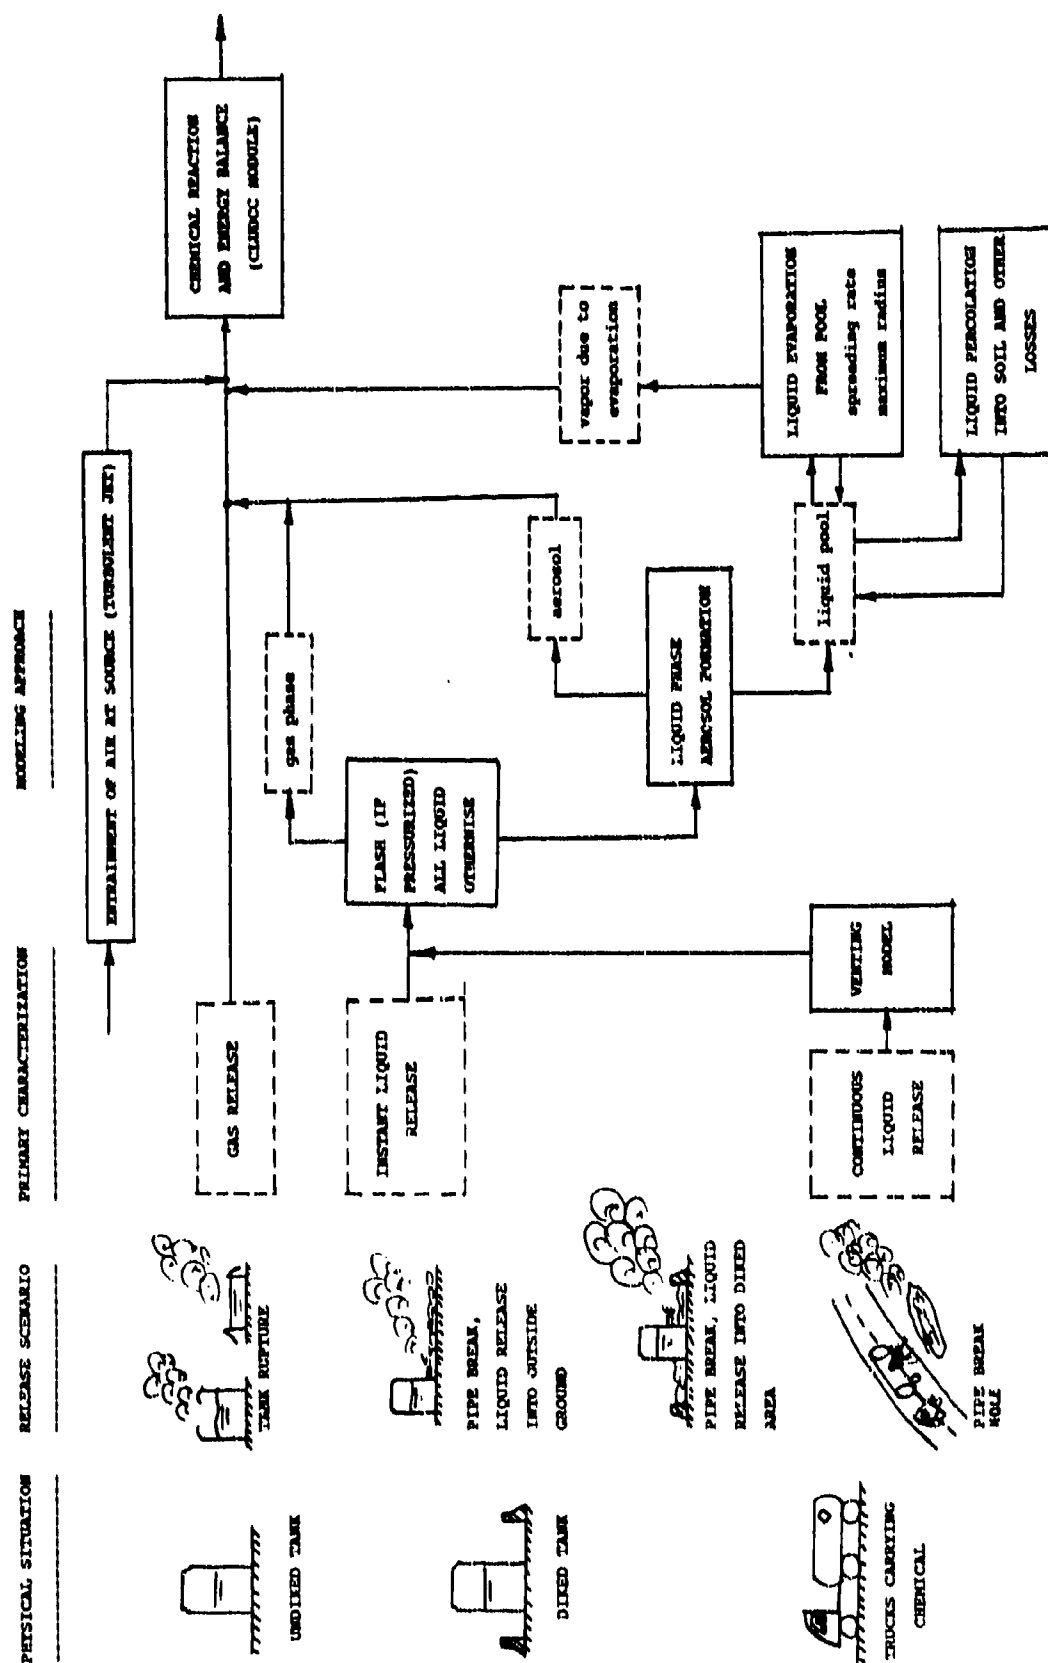 PHYSICAL SITUATION
RELEASE SCENARIO
PRIMARY CHARACTERIZATION
MODELING APPROACH
UNDIKED TANK
DIKED TANK
TRUCKS CARRYING
CHEMICAL
TANK RUPTURE
PIPE BREAK,
LIQUID RELEASE
INTO OUTSIDE
GROUND
PIPE BREAK, LIQUID
RELEASE INTO DIKED
AREA
PIPE BREAK
HOLE
GAS RELEASE
INSTANT LIQUID
RELEASE
CONTINUOUS
LIQUID
RELEASE
VENTING
MODEL
ENTRAINMENT OF AIR AT SOURCE (TURBULENT JET)
FLASH (IF
PRESSURIZED)
ALL LIQUID
OTHERWISE
gas phase
LIQUID PHASE
AEROSOL FORMATION
aerosol
liquid pool
vapor due to
evaporation
LIQUID EVAPORATION
FROM POOL
spreading rate
maximum radius
LIQUID PERCOLATION
INTO SOIL AND OTHER
LOSSES
CHEMICAL REACTION
AND ENERGY BALANCE
(CLUDCC MODULE)